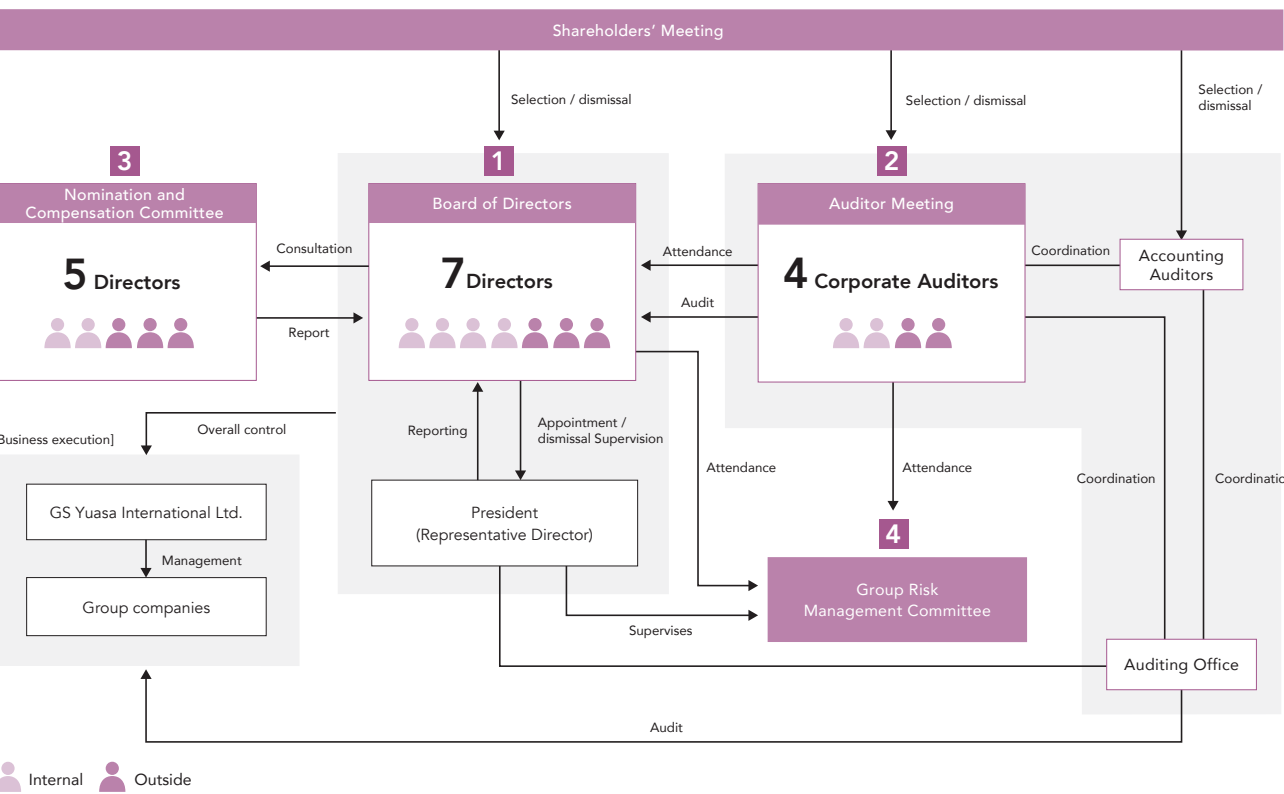 Shareholders’ Meeting
Selection / dismissal
Selection / dismissal
Selection /
dismissal
3
1
2
Nomination and
Compensation Committee
Board of Directors
Auditor Meeting
5 Directors
Consultation
7 Directors
Attendance
4 Corporate Auditors
Coordination
Accounting
Auditors
Report
Audit
Business execution]
Overall control
Reporting
Appointment /
dismissal Supervision
Attendance
Attendance
Coordination
Coordinatio
GS Yuasa International Ltd.
Management
Group companies
President
(Representative Director)
4
Group Risk
Management Committee
Supervises
Auditing Office
Audit
Internal
Outside